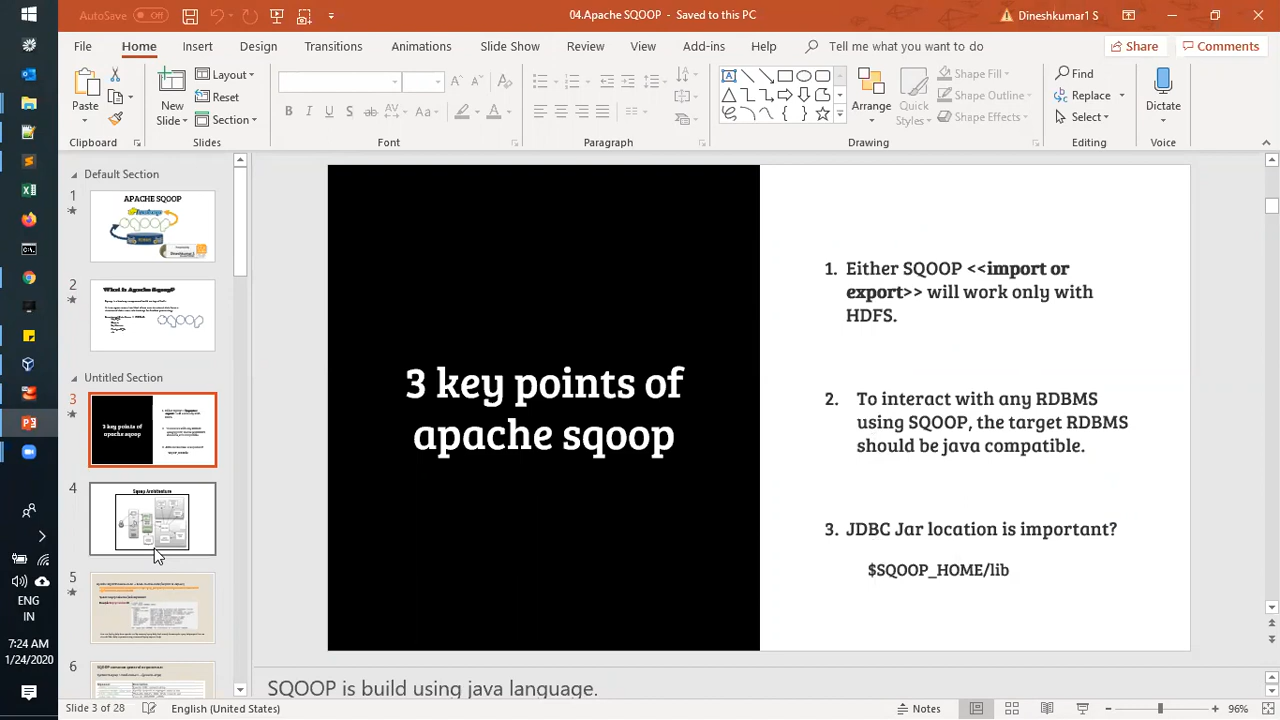 AutoSave Off
04.Apache SQOOP - Saved to this PC
Dineshkumar1 S
File Home Insert Design Transitions Animations Slide Show Review View Add-ins Help Tell me what you want to do
Share Comments
Paste
New Slide
Layout
Reset
Section
Arrange
Quick Styles
Shape Fill
Shape Outline
Shape Effects
Find
Replace
Select
Dictate
Clipboard Slides Font Paragraph Drawing Editing Voice
Default Section
1
APACHE SQOOP
2
What is Apache Sqoop?
Untitled Section
3
3 key points of
apache sqoop
4
Sqoop Architecture
5
6
3 key points of
apache sqoop
1. Either SQOOP <<import or
export>> will work only with
HDFS.
2. To interact with any RDBMS
using SQOOP, the target RDBMS
should be java compatible.
3. JDBC Jar location is important?
$SQOOP_HOME/lib
SQOOP is build using java language.
ENG
IN
7:24 AM
1/24/2020
Slide 3 of 28 English (United States)
Notes
96%